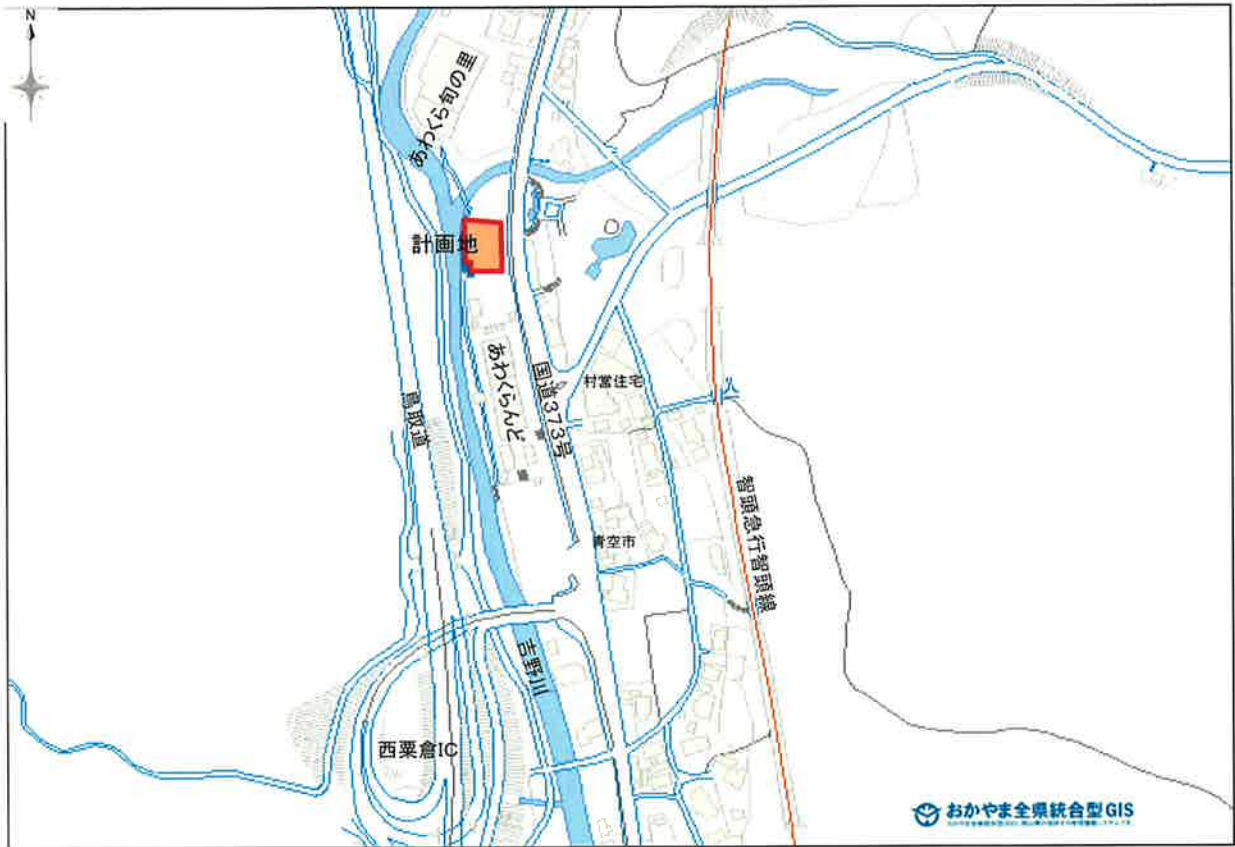 N
あわくら旬の里
計画地
あわくらんど
国道373号
村営住宅
鳥取道
智頭急行智頭線
青空市
吉野川
西粟倉IC
おかやま全県統合型GIS